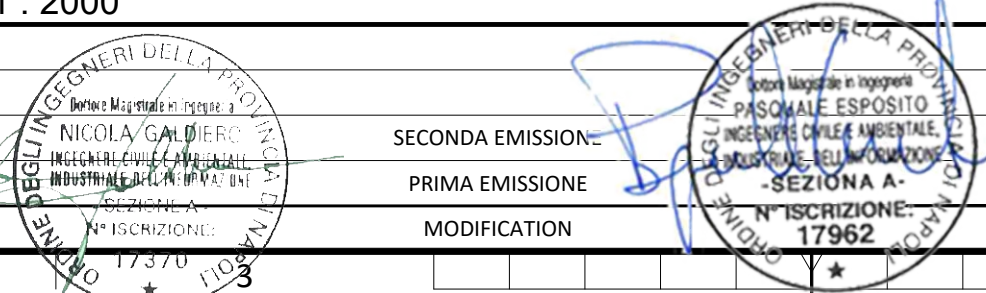 1 : 2000
ORDINE DEGLI INGEGNERI DELLA PROVINCIA DI NAPOLI
Dottore Magistrale in Ingegneria
NICOLA GALDIERO
INGEGNERE CIVILE E AMBIENTALE,
INDUSTRIALE, DELL'INFORMAZIONE
-SEZIONE A-
N° ISCRIZIONE:
17370
SECONDA EMISSIONE
PRIMA EMISSIONE
MODIFICATION
ORDINE DEGLI INGEGNERI DELLA PROVINCIA DI NAPOLI
Dottore Magistrale in Ingegneria
PASQUALE ESPOSITO
INGEGNERE CIVILE E AMBIENTALE,
INDUSTRIALE, DELL'INFORMAZIONE
-SEZIONA A-
N° ISCRIZIONE:
17962
3